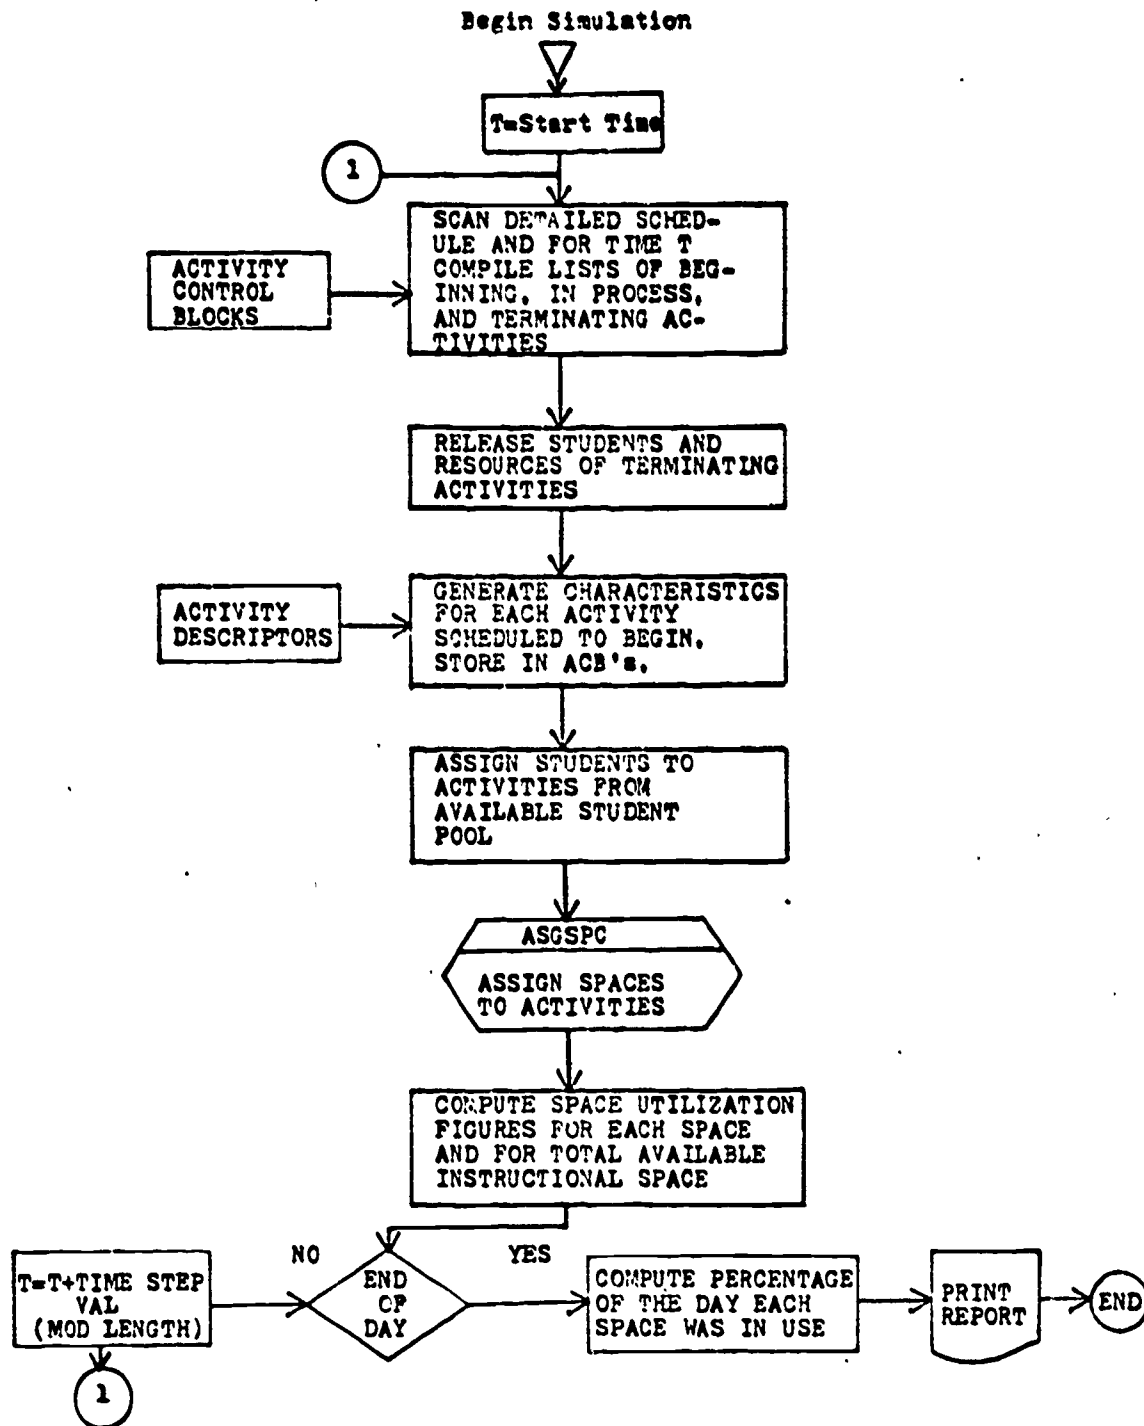 Begin Simulation
T=Start Time
1
SCAN DETAILED SCHED-
ULE AND FOR TIME T
COMPILE LISTS OF BEG-
INNING, IN PROCESS,
AND TERMINATING AC-
TIVITIES
ACTIVITY
CONTROL
BLOCKS
RELEASE STUDENTS AND
RESOURCES OF TERMINATING
ACTIVITIES
GENERATE CHARACTERISTICS
FOR EACH ACTIVITY
SCHEDULED TO BEGIN.
STORE IN ACB's.
ACTIVITY
DESCRIPTORS
ASSIGN STUDENTS TO
ACTIVITIES FROM
AVAILABLE STUDENT
POOL
ASGSPC
ASSIGN SPACES
TO ACTIVITIES
COMPUTE SPACE UTILIZATION
FIGURES FOR EACH SPACE
AND FOR TOTAL AVAILABLE
INSTRUCTIONAL SPACE
NO
YES
T=T+TIME STEP
VAL
(MOD LENGTH)
END
OF
DAY
COMPUTE PERCENTAGE
OF THE DAY EACH
SPACE WAS IN USE
PRINT
REPORT
END
1